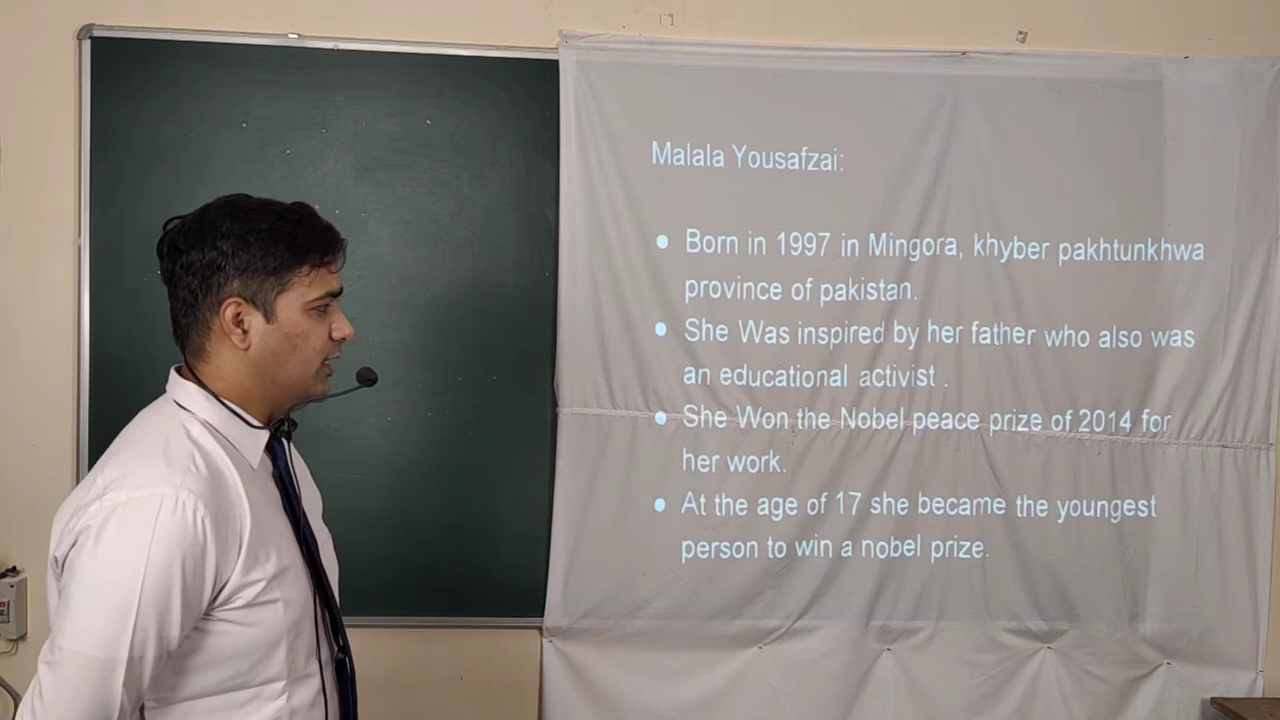 Malala Yousafzai:
● Born in 1997 in Mingora, khyber pakhtunkhwa
province of pakistan.
● She Was inspired by her father who also was
an educational activist .
● She Won the Nobel peace prize of 2014 for
her work.
● At the age of 17 she became the youngest
person to win a nobel prize.